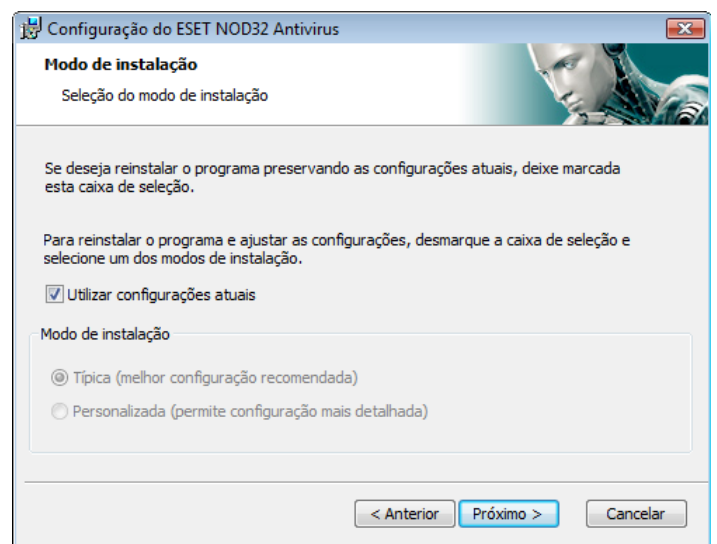 Configuração do ESET NOD32 Antivirus
Modo de instalação
Seleção do modo de instalação
Se deseja reinstalar o programa preservando as configurações atuais, deixe marcada
esta caixa de seleção.
Para reinstalar o programa e ajustar as configurações, desmarque a caixa de seleção e
selecione um dos modos de instalação.
Utilizar configurações atuais
Modo de instalação
Típica (melhor configuração recomendada)
Personalizada (permite configuração mais detalhada)
< Anterior
Próximo >
Cancelar